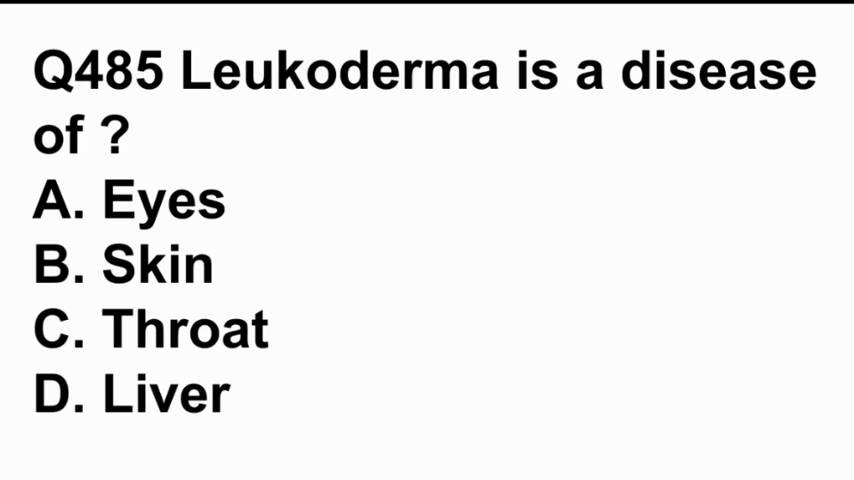 Q485 Leukoderma is a disease
of ?
A. Eyes
B. Skin
C. Throat
D. Liver